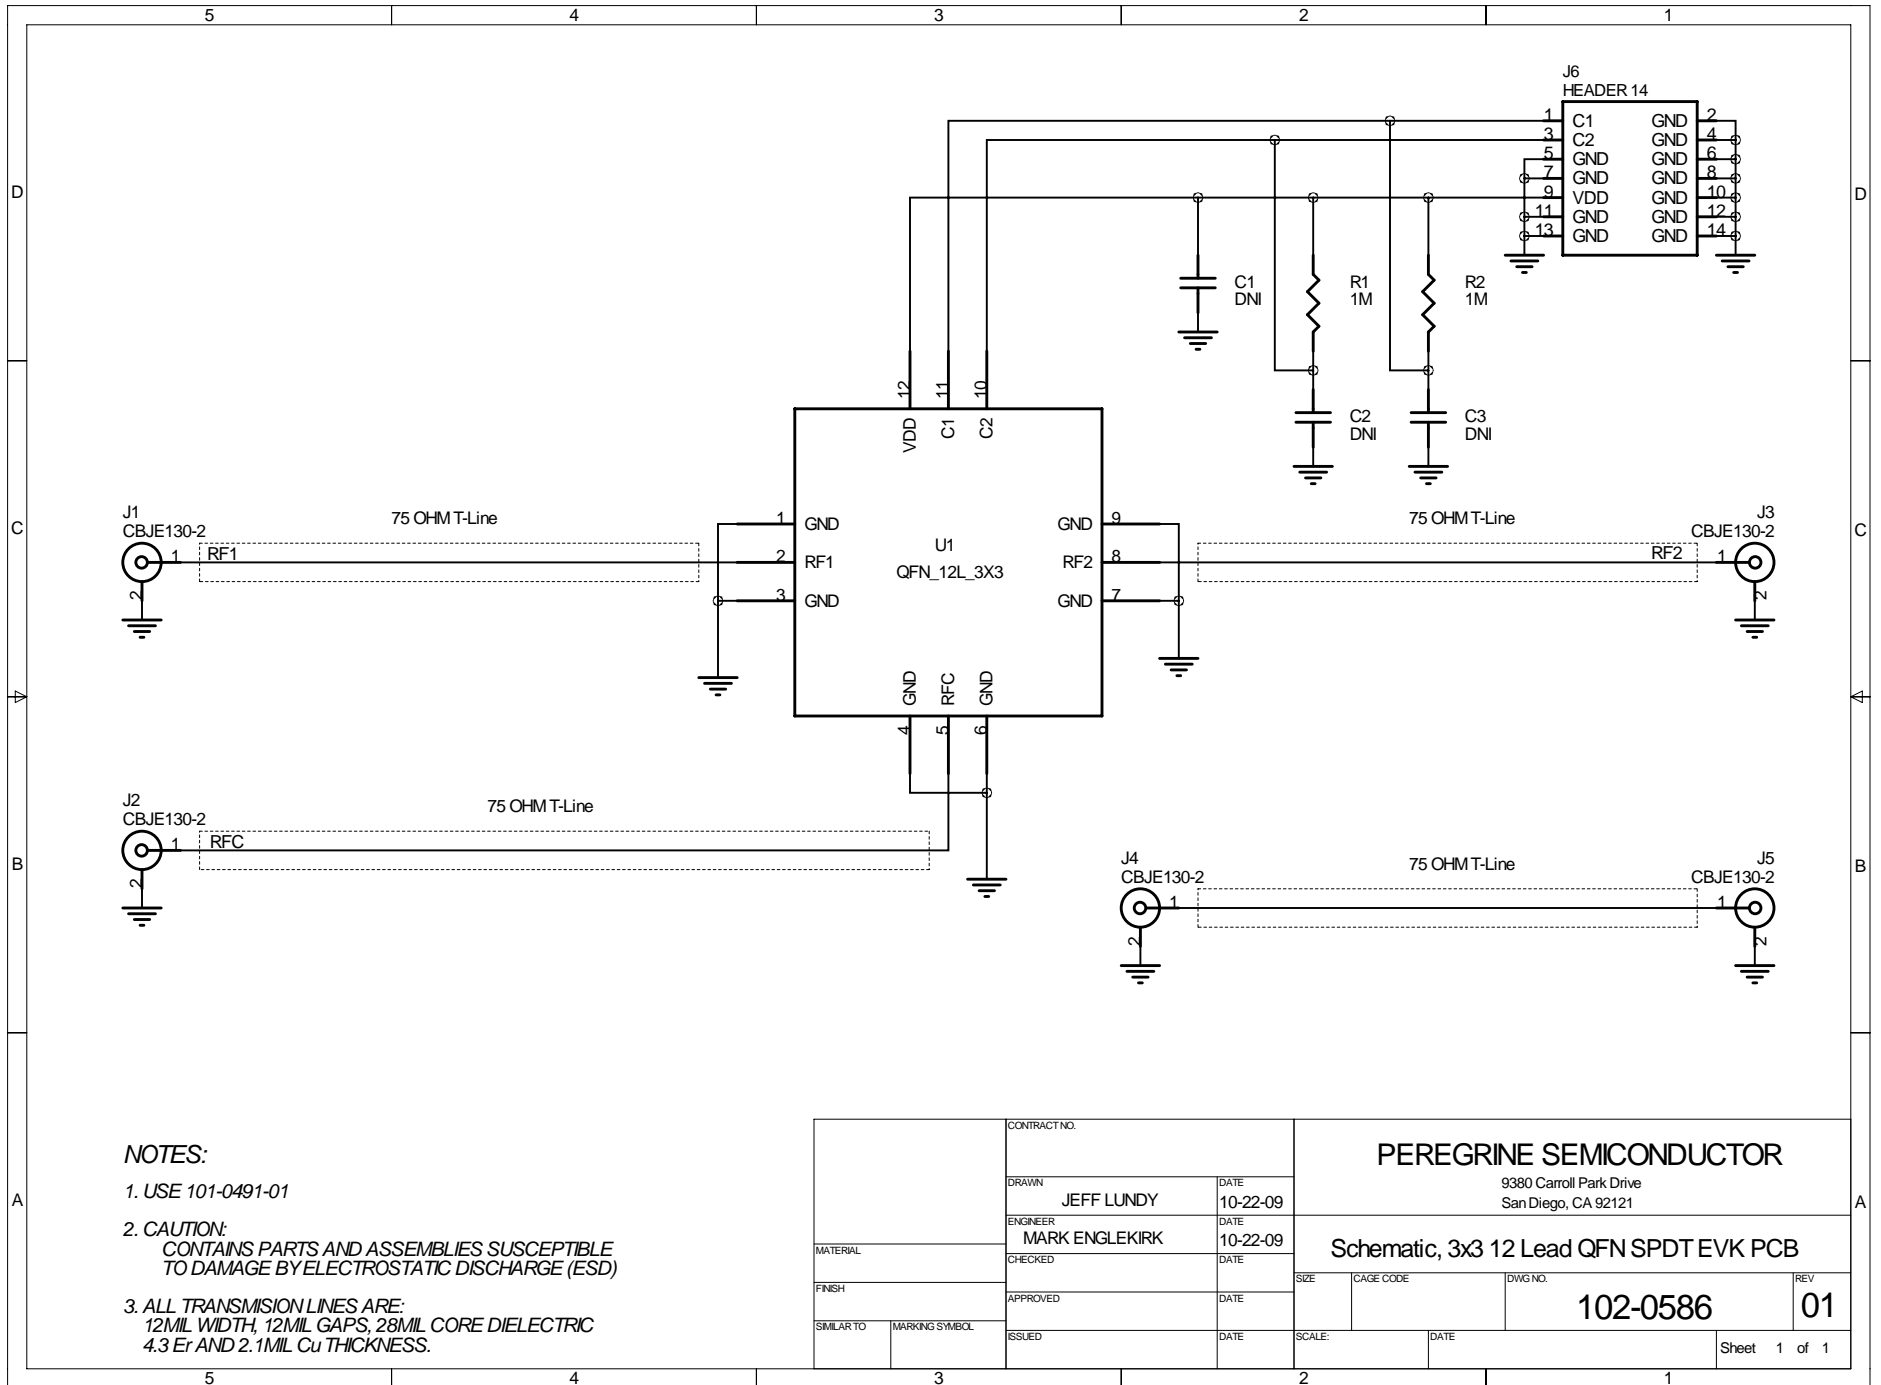 5 4 3 2 1
D
D
C
C
B
B
A
A
J6
HEADER 14
1 C1 GND 2
3 C2 GND 4
5 GND GND 6
7 GND GND 8
9 VDD GND 10
11 GND GND 12
13 GND GND 14
C1
DNI
R1
1M
R2
1M
C2
DNI
C3
DNI
12 11 10
VDD C1 C2
J1
CBJE130-2
1
2
RF1
75 OHM T-Line
1 GND
2 RF1
3 GND
U1
QFN_12L_3X3
GND 9
RF2 8
GND 7
75 OHM T-Line
RF2
J3
CBJE130-2
1
2
GND RFC GND
4 5 6
J2
CBJE130-2
1
2
RFC
75 OHM T-Line
J4
CBJE130-2
1
2
75 OHM T-Line
J5
CBJE130-2
1
2
NOTES:
1. USE 101-0491-01
2. CAUTION:
CONTAINS PARTS AND ASSEMBLIES SUSCEPTIBLE
TO DAMAGE BY ELECTROSTATIC DISCHARGE (ESD)
3. ALL TRANSMISION LINES ARE:
12MIL WIDTH, 12MIL GAPS, 28MIL CORE DIELECTRIC
4.3 Er AND 2.1MIL Cu THICKNESS.
MATERIAL
FINISH
SIMILAR TO MARKING SYMBOL
CONTRACT NO.
DRAWN DATE
JEFF LUNDY 10-22-09
ENGINEER DATE
MARK ENGLEKIRK 10-22-09
CHECKED DATE
APPROVED DATE
ISSUED DATE
PEREGRINE SEMICONDUCTOR
9380 Carroll Park Drive
San Diego, CA 92121
Schematic, 3x3 12 Lead QFN SPDT EVK PCB
SIZE CAGE CODE DWG NO. REV
102-0586 01
SCALE: DATE
Sheet 1 of 1
5 4 3 2 1